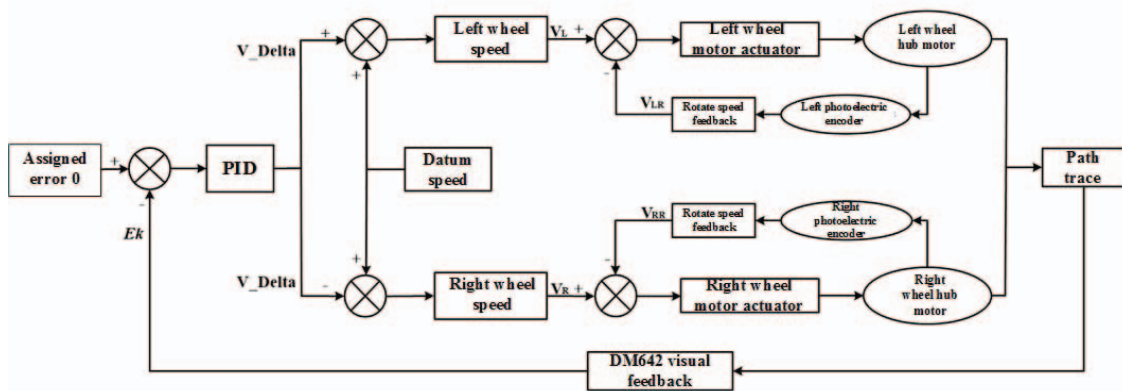 V_Delta
+
+
Left wheel
speed
VL +
-
Left wheel
motor actuator
Left wheel
hub motor
VLR
Rotate speed
feedback
Left photoelectric
encoder
Assigned
error 0
+
-
Ek
PID
Datum
speed
Path
trace
VRR
-
Rotate speed
feedback
Right
photoelectric
encoder
V_Delta
-
+
Right wheel
speed
VR +
Right wheel
motor actuator
Right
wheel hub
motor
DM642 visual
feedback